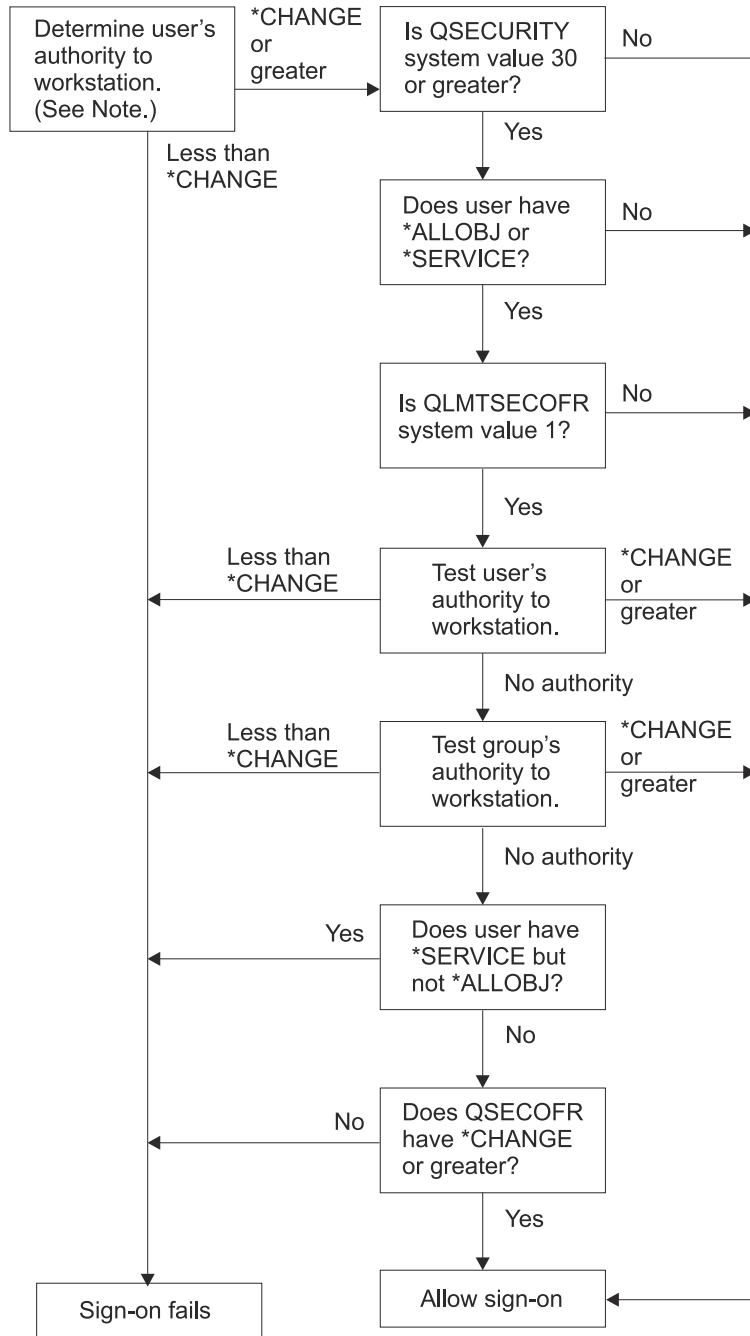 Determine user’s
authority to
workstation.
(See Note.)
*CHANGE
or
greater
Is QSECURITY
system value 30
or greater?
No
Less than
*CHANGE
Yes
Does user have
*ALLOBJ or
*SERVICE?
No
Yes
Is QLMTSECOFR
system value 1?
No
Yes
Less than
*CHANGE
Test user’s
authority to
workstation.
*CHANGE
or
greater
No authority
Less than
*CHANGE
Test group’s
authority to
workstation.
*CHANGE
or
greater
No authority
Yes
Does user have
*SERVICE but
not *ALLOBJ?
No
No
Does QSECOFR
have *CHANGE
or greater?
Yes
Sign-on fails
Allow sign-on